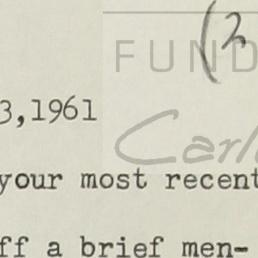 (2
FUND
3,1961
Carl
your most recent
ff a brief men-